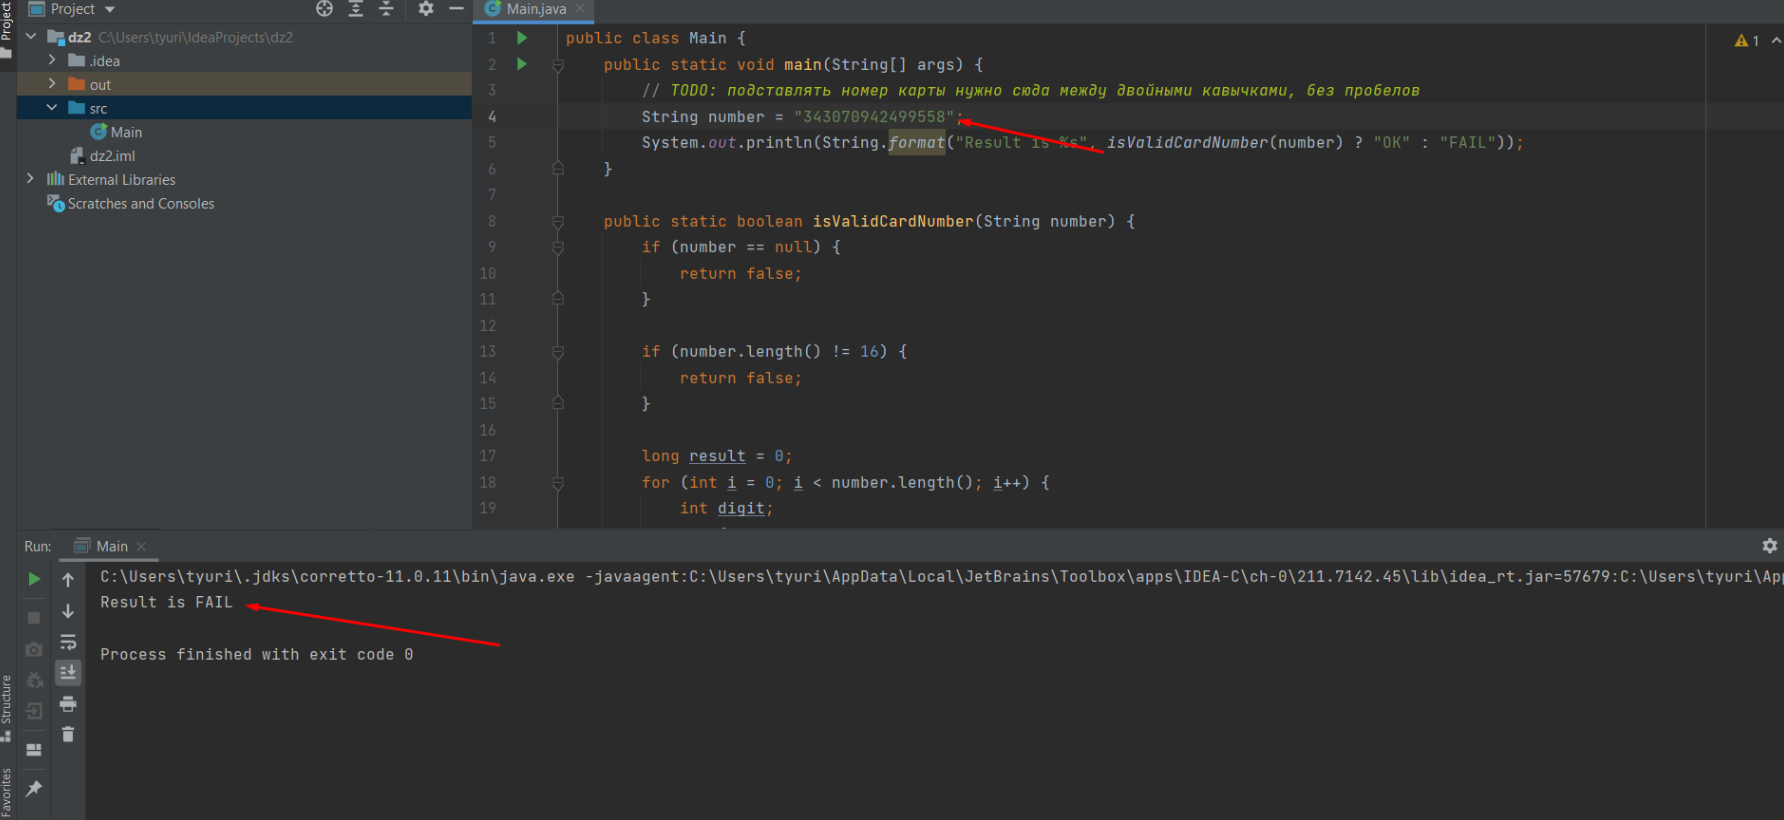 Project
Project
Main.java
dz2 C:\Users\tyuri\IdeaProjects\dz2
.idea
out
src
Main
dz2.iml
External Libraries
Scratches and Consoles
1 public class Main {
2 public static void main(String[] args) {
3 // TODO: подставлять номер карты нужно сюда между двойными кавычками, без пробелов
4 String number = "343070942499558";
5 System.out.println(String.format("Result is %s", isValidCardNumber(number) ? "OK" : "FAIL"));
6 }
7
8 public static boolean isValidCardNumber(String number) {
9 if (number == null) {
10 return false;
11 }
12
13 if (number.length() != 16) {
14 return false;
15 }
16
17 long result = 0;
18 for (int i = 0; i < number.length(); i++) {
19 int digit;
1
Run: Main
C:\Users\tyuri\.jdks\corretto-11.0.11\bin\java.exe -javaagent:C:\Users\tyuri\AppData\Local\JetBrains\Toolbox\apps\IDEA-C\ch-0\211.7142.45\lib\idea_rt.jar=57679:C:\Users\tyuri\App
Result is FAIL
Process finished with exit code 0
Structure
Favorites